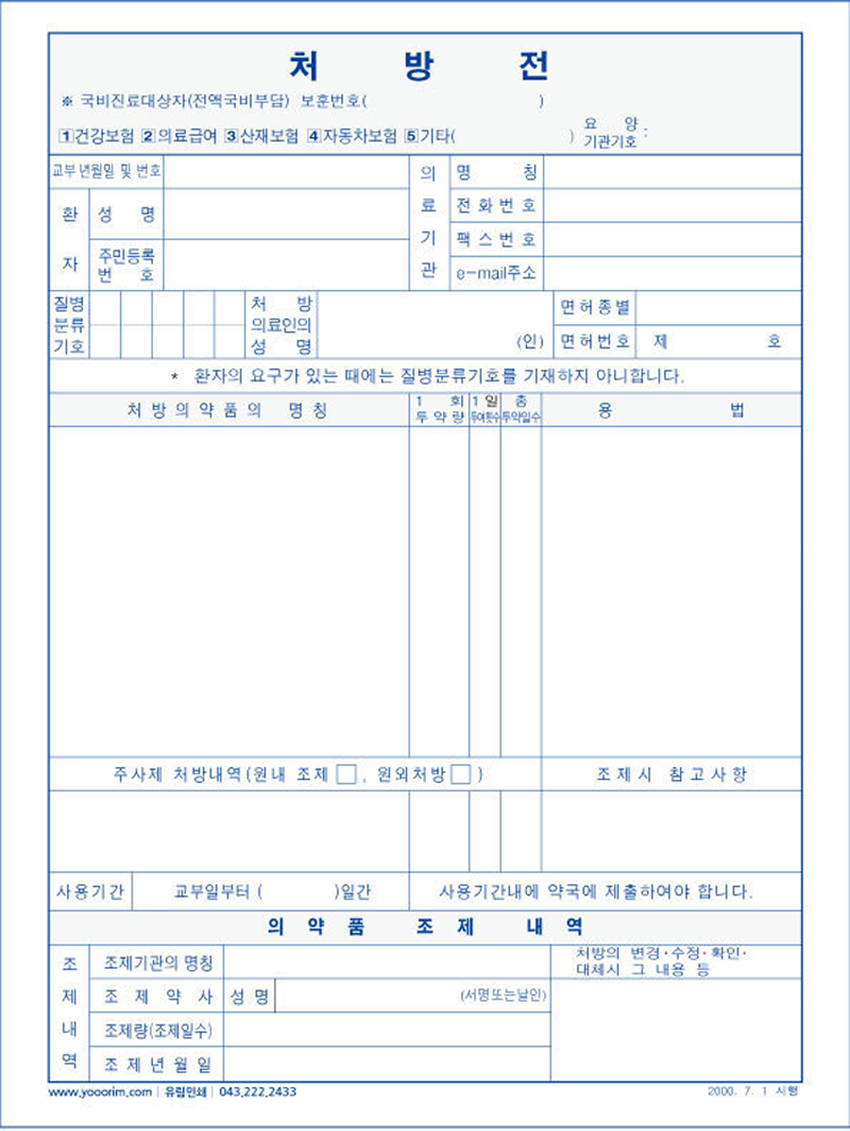 처 방 전
※ 국비진료대상자(전액국비부담) 보훈번호( )
1건강보험 2의료급여 3산재보험 4자동차보험 5기타( ) 요 양 기관기호 :
교부 년월일 및 번호
환 자
성 명
주민등록 번 호
의 료 기 관
명 칭
전 화 번 호
팩 스 번 호
e-mail주소
질병 분류 기호
처 방 의료인의 성 명
(인)
면 허 종 별
면 허 번 호
제 호
* 환자의 요구가 있는 때에는 질병분류기호를 기재하지 아니합니다.
처 방 의 약 품 의 명 칭
1 회 투 약 량
1 일 투여횟수
총 투약일수
용 법
주사제 처방내역(원내 조제 □, 원외처방 □ )
조 제 시 참 고 사 항
사 용 기 간
교부일부터 ( )일간
사용기간내에 약국에 제출하여야 합니다.
의 약 품 조 제 내 역
조 제 내 역
조제기관의 명칭
처방의 변경·수정·확인·
대체시 그 내용 등
조 제 약 사
성 명
(서명또는날인)
조제량(조제일수)
조 제 년 월 일
www.yooorim.com | 유림인쇄 | 043.222.2433
2000. 7. 1 시행